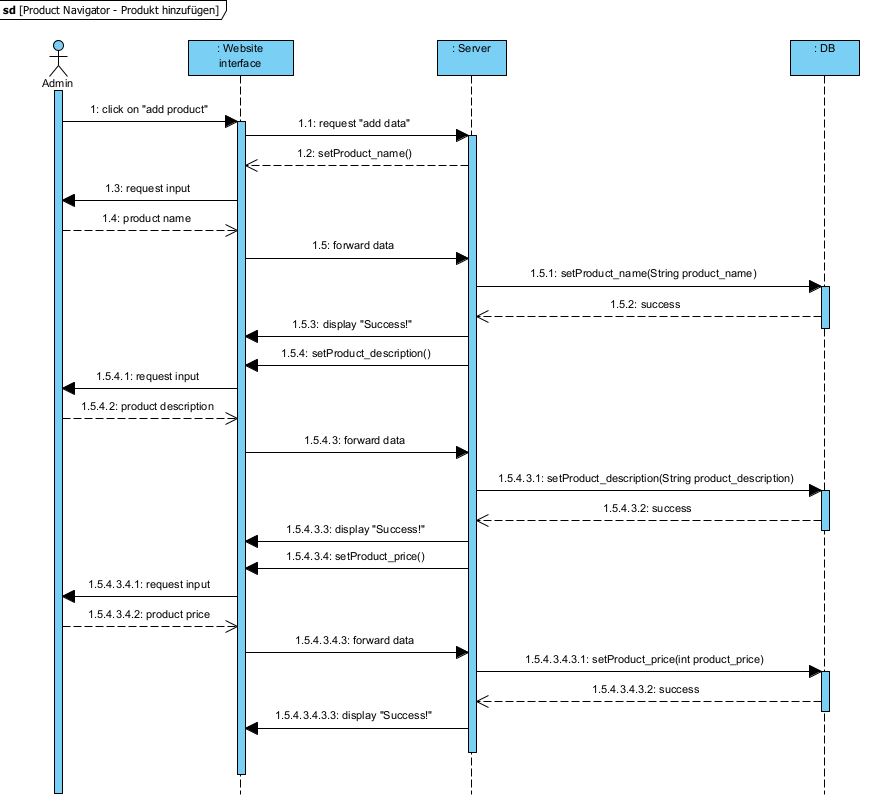 sd [Product Navigator - Produkt hinzufügen]
Admin
: Website
interface
: Server
: DB
1: click on "add product"
1.1: request "add data"
1.2: setProduct_name()
1.3: request input
1.4: product name
1.5: forward data
1.5.1: setProduct_name(String product_name)
1.5.2: success
1.5.3: display "Success!"
1.5.4: setProduct_description()
1.5.4.1: request input
1.5.4.2: product description
1.5.4.3: forward data
1.5.4.3.1: setProduct_description(String product_description)
1.5.4.3.2: success
1.5.4.3.3: display "Success!"
1.5.4.3.4: setProduct_price()
1.5.4.3.4.1: request input
1.5.4.3.4.2: product price
1.5.4.3.4.3: forward data
1.5.4.3.4.3.1: setProduct_price(int product_price)
1.5.4.3.4.3.2: success
1.5.4.3.4.3.3: display "Success!"